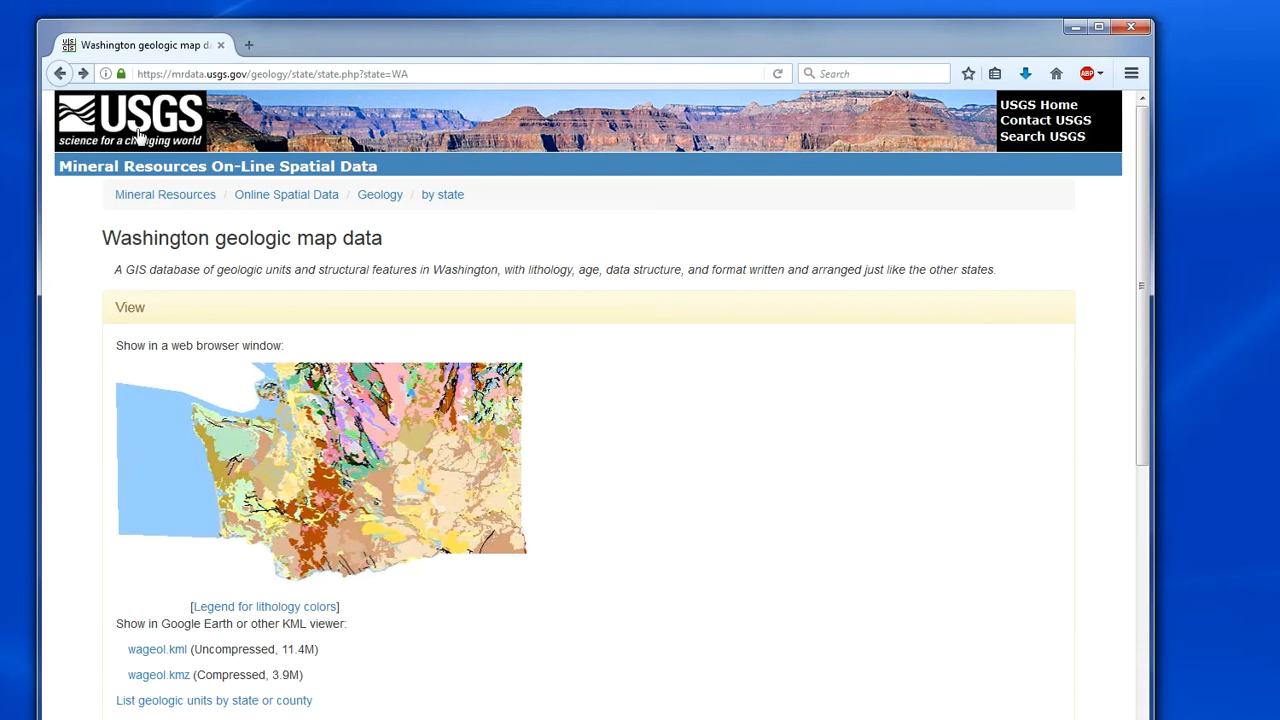 Washington geologic map d
https://mrdata.usgs.gov/geology/state/state.php?state=WA
Search
ABP
USGS
science for a changing world
USGS Home
Contact USGS
Search USGS
Mineral Resources On-Line Spatial Data
Mineral Resources / Online Spatial Data / Geology / by state
Washington geologic map data
A GIS database of geologic units and structural features in Washington, with lithology, age, data structure, and format written and arranged just like the other states.
View
Show in a web browser window:
[Legend for lithology colors]
Show in Google Earth or other KML viewer:
wageol.kml (Uncompressed, 11.4M)
wageol.kmz (Compressed, 3.9M)
List geologic units by state or county